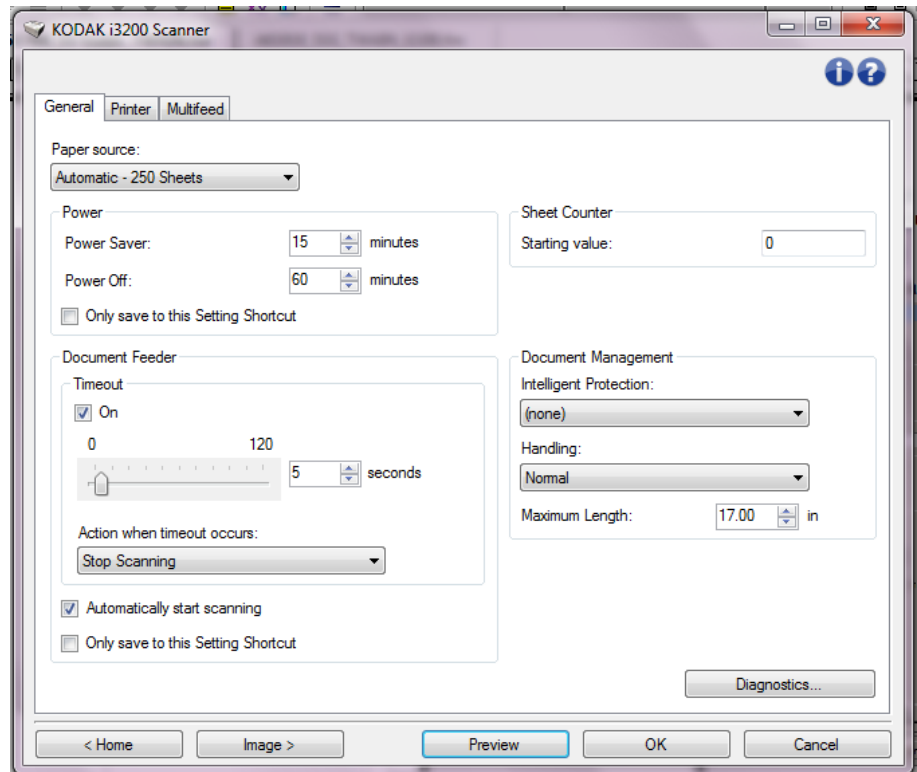 KODAK i3200 Scanner
General Printer Multifeed
Paper source:
Automatic - 250 Sheets
Power
Power Saver: 15 minutes
Power Off: 60 minutes
Only save to this Setting Shortcut
Sheet Counter
Starting value: 0
Document Feeder
Timeout
On
0 120
5 seconds
Action when timeout occurs:
Stop Scanning
Automatically start scanning
Only save to this Setting Shortcut
Document Management
Intelligent Protection:
(none)
Handling:
Normal
Maximum Length: 17.00 in
Diagnostics...
< Home Image > Preview OK Cancel